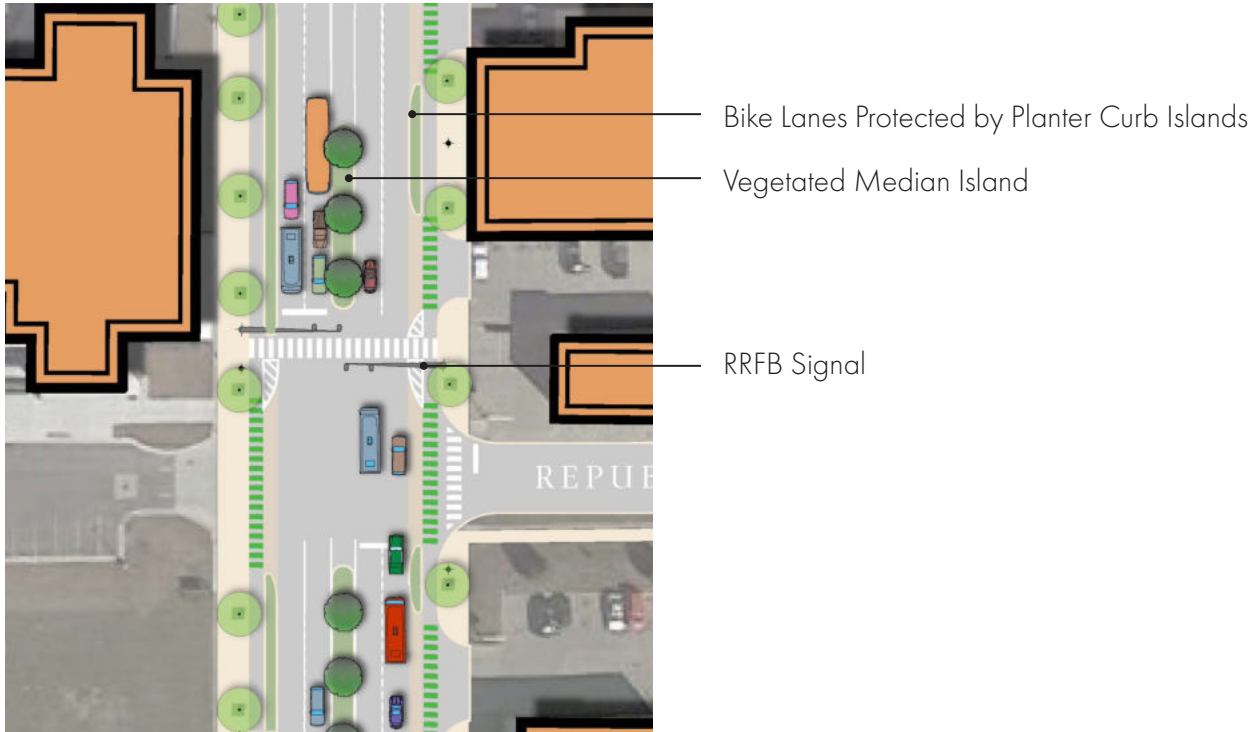 Bike Lanes Protected by Planter Curb Islands
Vegetated Median Island
RRFB Signal
REPUB